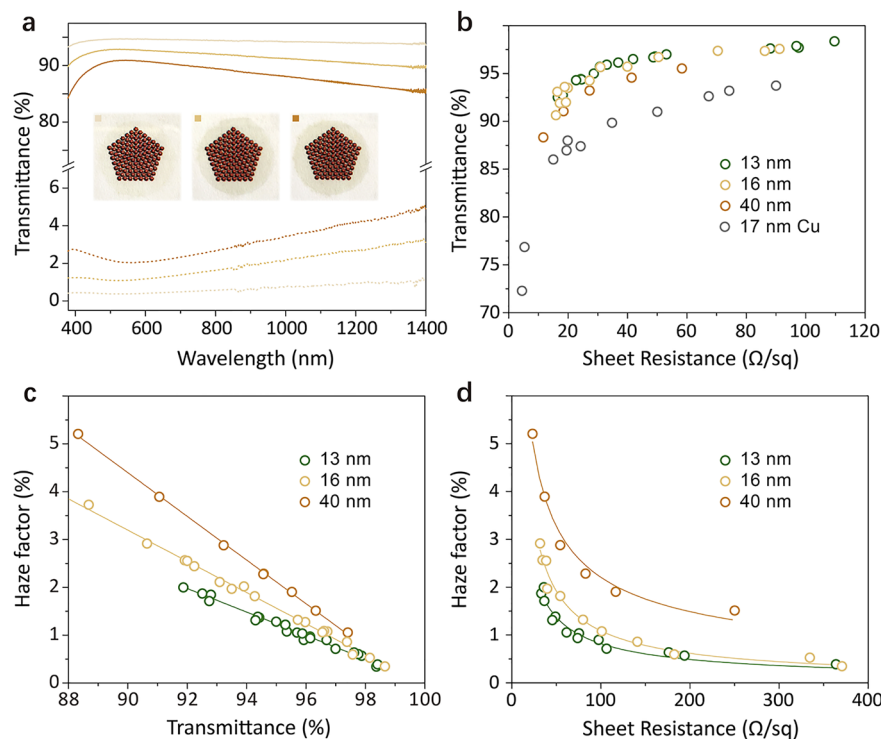 a
Transmittance (%)
90
80
6
4
2
0
400
600
800
1000
1200
1400
Wavelength (nm)
b
Transmittance (%)
100
95
90
85
80
75
70
0
20
40
60
80
100
120
Sheet Resistance (Ω/sq)
13 nm
16 nm
40 nm
17 nm Cu
c
Haze factor (%)
5
4
3
2
1
0
88
90
92
94
96
98
100
Transmittance (%)
13 nm
16 nm
40 nm
d
Haze factor (%)
5
4
3
2
1
0
0
100
200
300
400
Sheet Resistance (Ω/sq)
13 nm
16 nm
40 nm